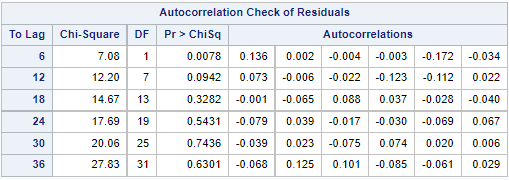 Autocorrelation Check of Residuals
To Lag Chi-Square DF Pr > ChiSq Autocorrelations
6 7.08 1 0.0078 0.136 0.002 -0.004 -0.003 -0.172 -0.034
12 12.20 7 0.0942 0.073 -0.006 -0.022 -0.123 -0.112 0.022
18 14.67 13 0.3282 -0.001 -0.065 0.088 0.037 -0.028 -0.040
24 17.69 19 0.5431 -0.079 0.039 -0.017 -0.030 -0.069 0.067
30 20.06 25 0.7436 -0.039 0.023 -0.075 0.074 0.020 0.006
36 27.83 31 0.6301 -0.068 0.125 0.101 -0.085 -0.061 0.029